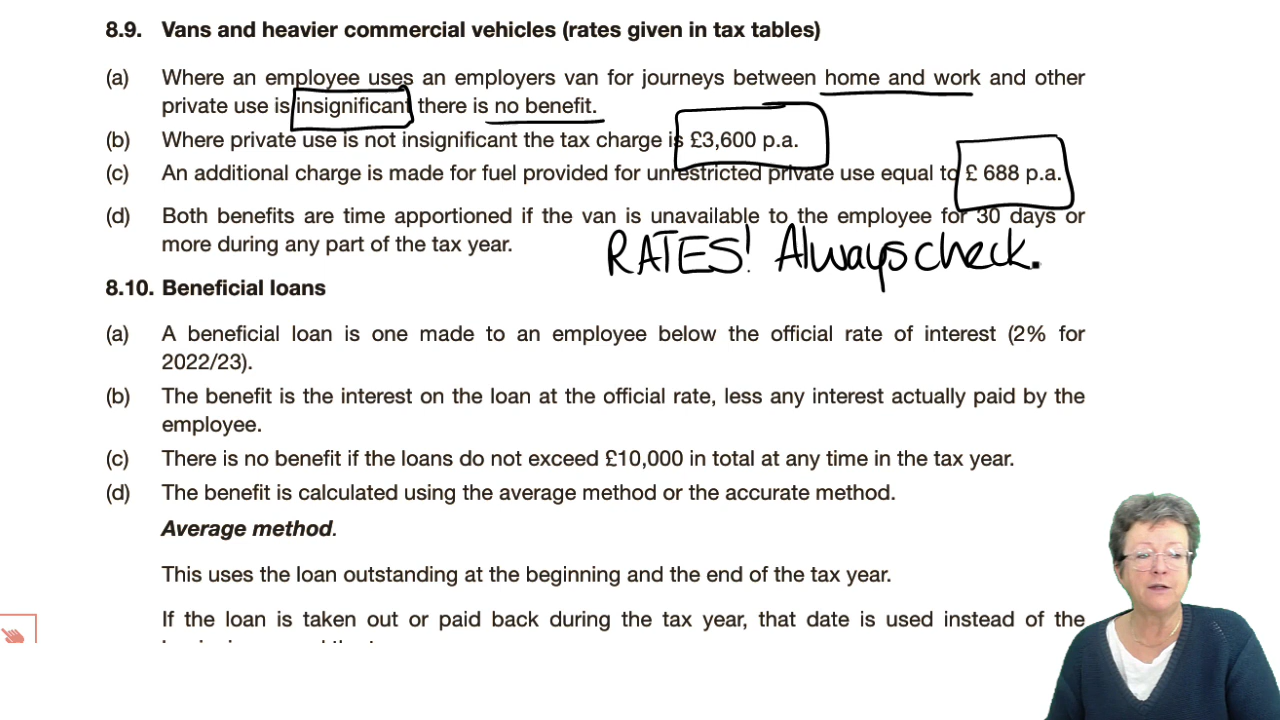 8.9. Vans and heavier commercial vehicles (rates given in tax tables)
(a) Where an employee uses an employers van for journeys between home and work and other
private use is insignificant there is no benefit.
(b) Where private use is not insignificant the tax charge is £3,600 p.a.
(c) An additional charge is made for fuel provided for unrestricted private use equal to £ 688 p.a.
(d) Both benefits are time apportioned if the van is unavailable to the employee for 30 days or
more during any part of the tax year.
RATES! Always check.
8.10. Beneficial loans
(a) A beneficial loan is one made to an employee below the official rate of interest (2% for
2022/23).
(b) The benefit is the interest on the loan at the official rate, less any interest actually paid by the
employee.
(c) There is no benefit if the loans do not exceed £10,000 in total at any time in the tax year.
(d) The benefit is calculated using the average method or the accurate method.
Average method.
This uses the loan outstanding at the beginning and the end of the tax year.
If the loan is taken out or paid back during the tax year, that date is used instead of the